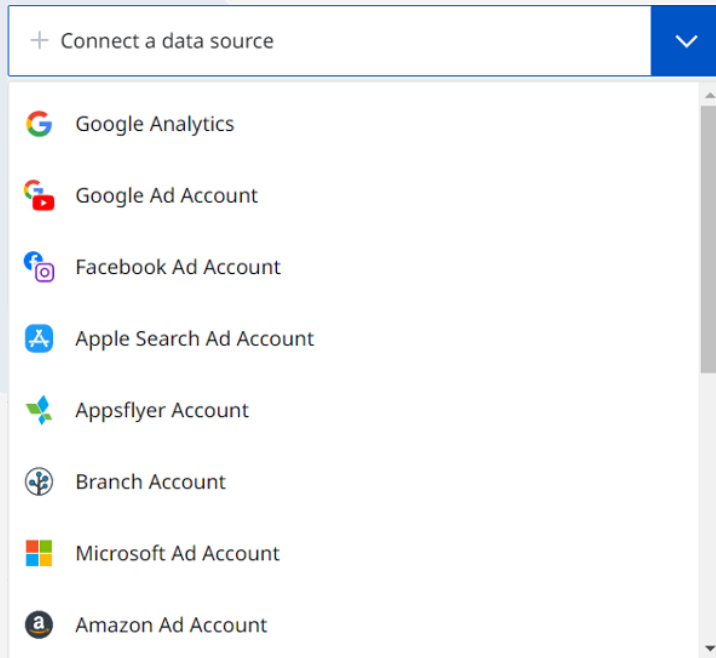 Connect a data source
Google Analytics
Google Ad Account
Facebook Ad Account
Apple Search Ad Account
Appsflyer Account
Branch Account
Microsoft Ad Account
Amazon Ad Account